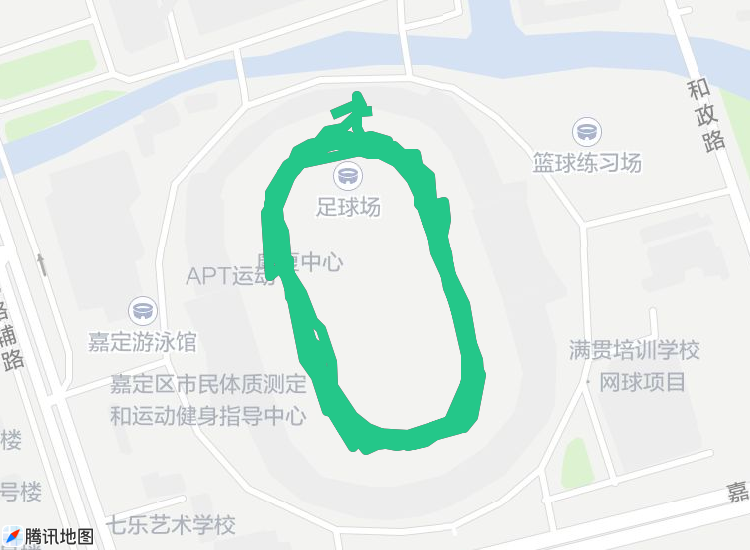 和政路
篮球练习场
足球场
APT运动
康中心
嘉定游泳馆
满贯培训学校
- 网球项目
嘉定区市民体质测定
和运动健身指导中心
路
辅
路
楼
号楼
七乐艺术学校
嘉
腾讯地图